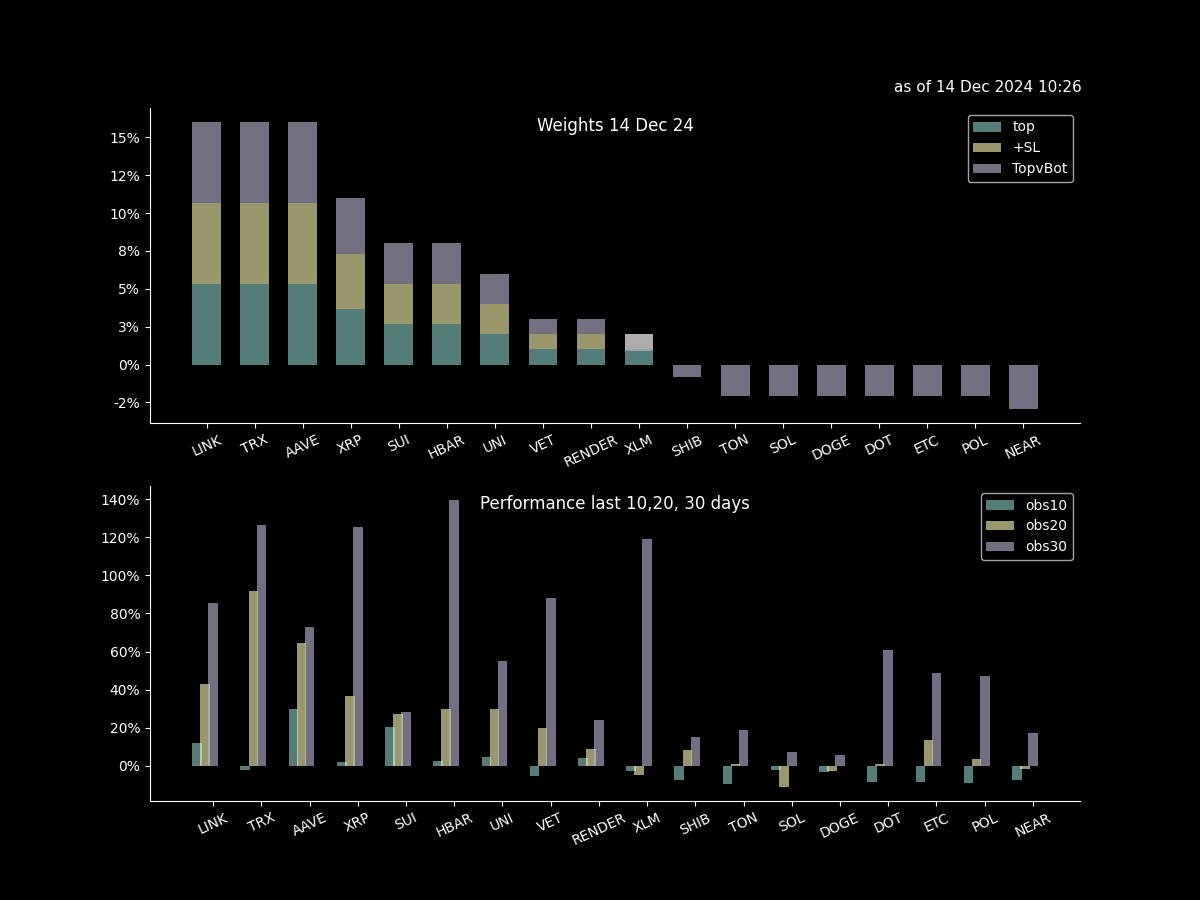 as of 14 Dec 2024 10:26
Weights 14 Dec 24
top
+SL
TopvBot
15%
12%
10%
8%
5%
3%
0%
-2%
LINK TRX AAVE XRP SUI HBAR UNI VET RENDER XLM SHIB TON SOL DOGE DOT ETC POL NEAR
Performance last 10,20, 30 days
obs10
obs20
obs30
140%
120%
100%
80%
60%
40%
20%
0%
LINK TRX AAVE XRP SUI HBAR UNI VET RENDER XLM SHIB TON SOL DOGE DOT ETC POL NEAR